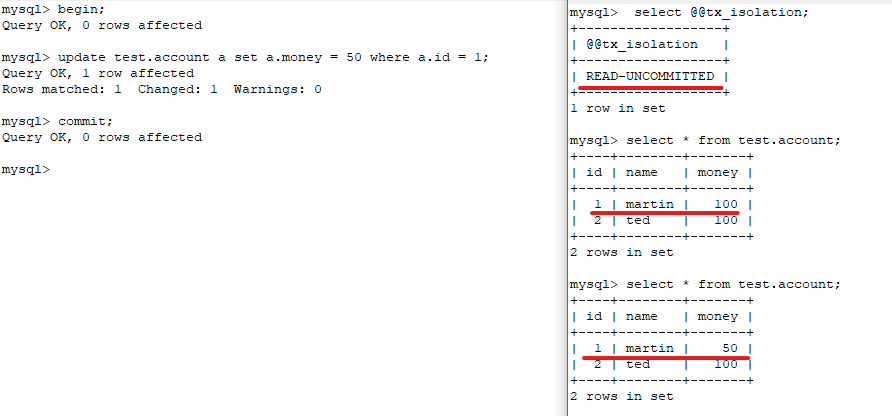 mysql> begin;
Query OK, 0 rows affected

mysql> update test.account a set a.money = 50 where a.id = 1;
Query OK, 1 row affected
Rows matched: 1  Changed: 1  Warnings: 0

mysql> commit;
Query OK, 0 rows affected

mysql>

mysql>  select @@tx_isolation;
+------------------+
| @@tx_isolation   |
+------------------+
| READ-UNCOMMITTED |
+------------------+
1 row in set

mysql> select * from test.account;
+----+--------+-------+
| id | name   | money |
+----+--------+-------+
|  1 | martin |   100 |
|  2 | ted    |   100 |
+----+--------+-------+
2 rows in set

mysql> select * from test.account;
+----+--------+-------+
| id | name   | money |
+----+--------+-------+
|  1 | martin |    50 |
|  2 | ted    |   100 |
+----+--------+-------+
2 rows in set